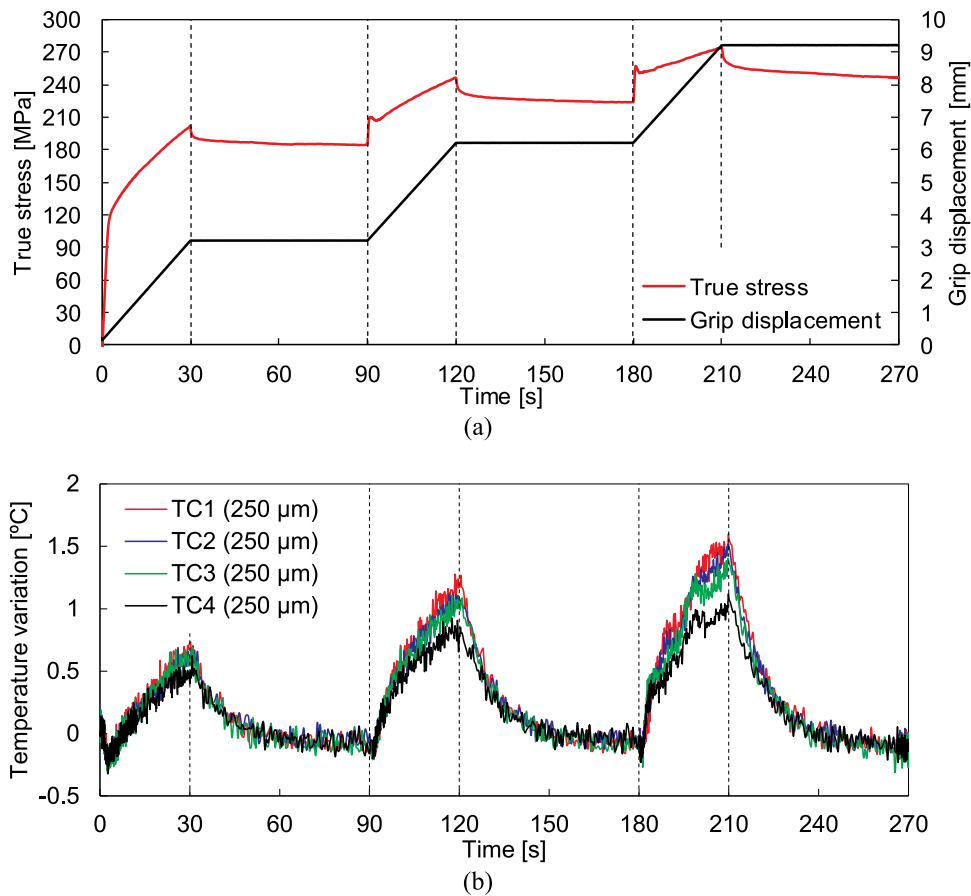 300 270 240 210 180 150 120 90 60 30 0
True stress [MPa]
10 9 8 7 6 5 4 3 2 1 0
Grip displacement [mm]
True stress
Grip displacement
0 30 60 90 120 150 180 210 240 270
Time [s]
(a)
2 1.5 1 0.5 0 -0.5
Temperature variation [ºC]
TC1 (250 µm)
TC2 (250 µm)
TC3 (250 µm)
TC4 (250 µm)
0 30 60 90 120 150 180 210 240 270
Time [s]
(b)